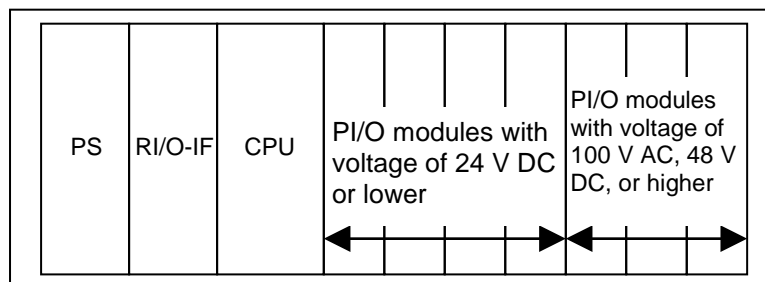 PS
RI/O-IF
CPU
PI/O modules with
voltage of 24 V DC
or lower
PI/O modules
with voltage of
100 V AC, 48 V
DC, or higher